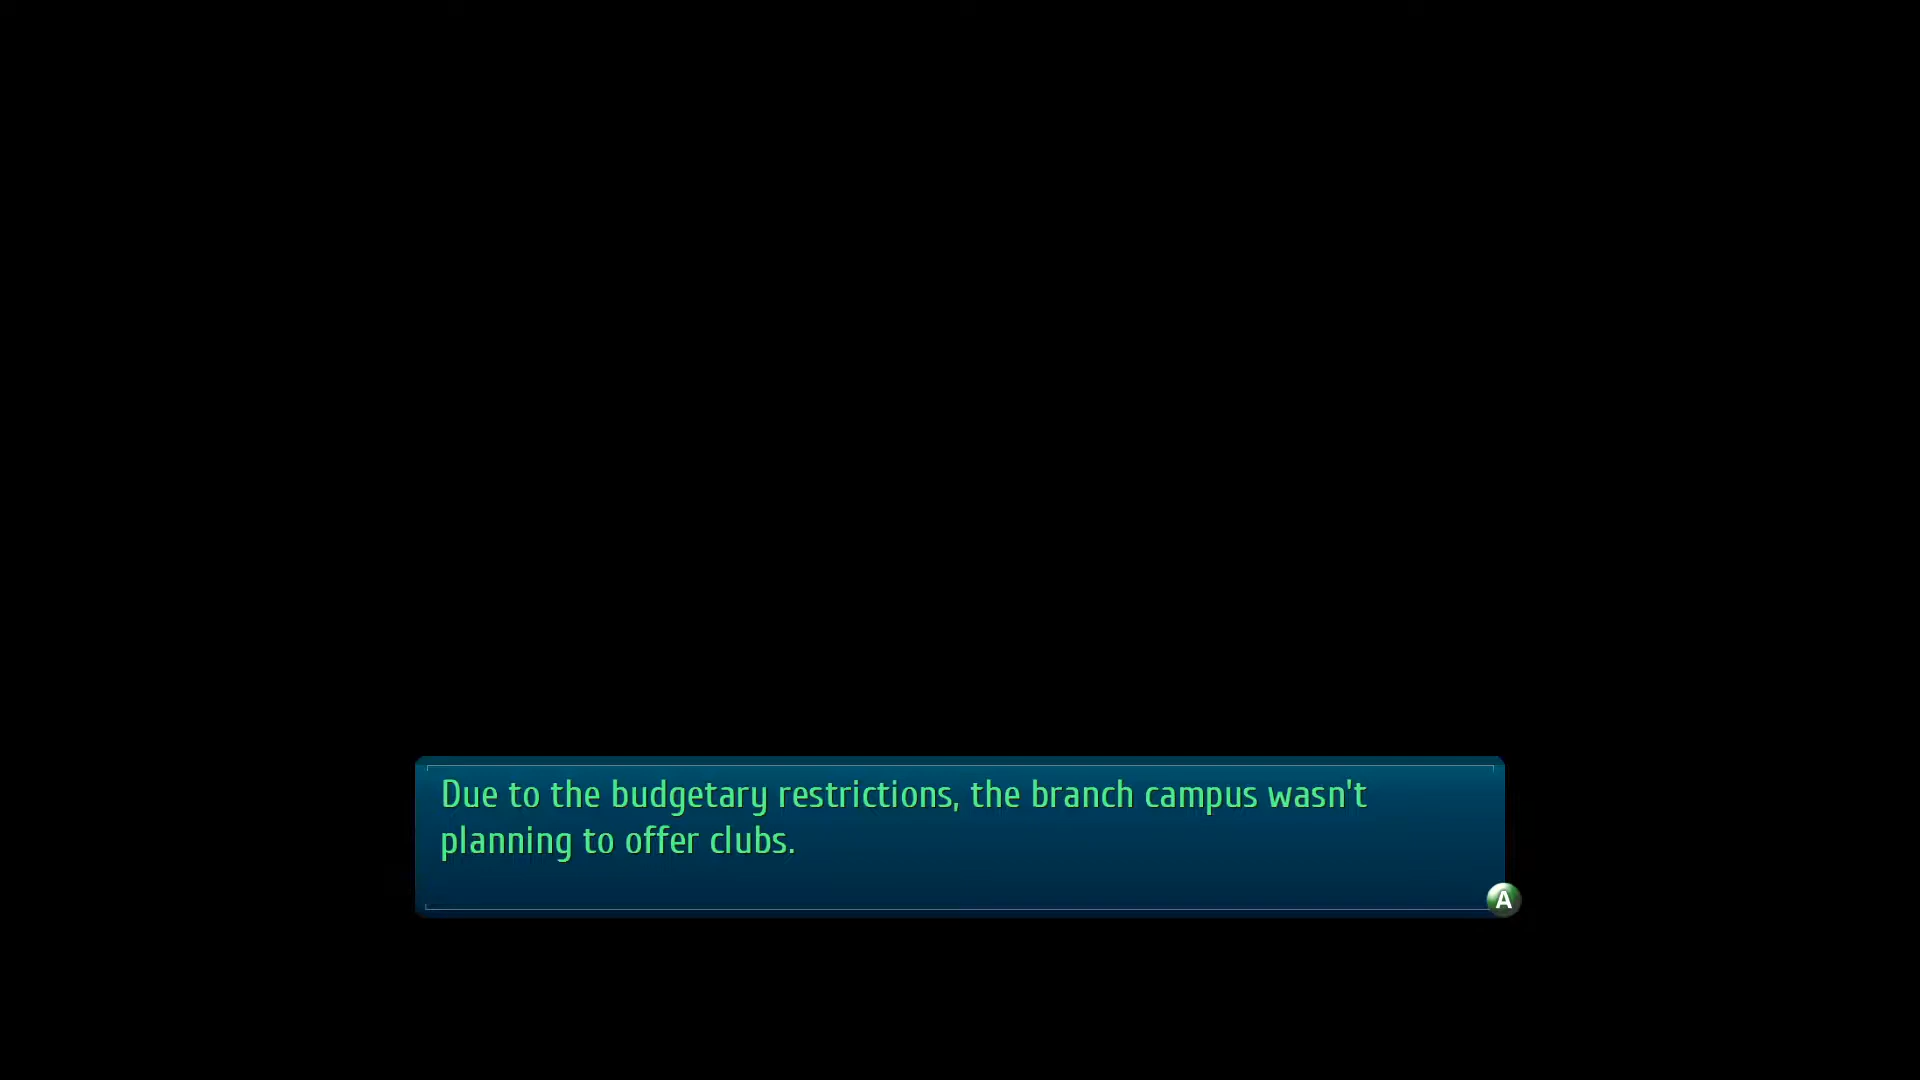 Due to the budgetary restrictions, the branch campus wasn't
planning to offer clubs.
A